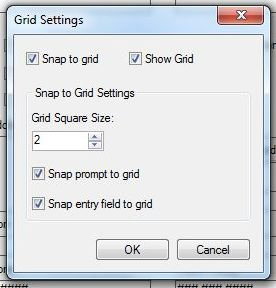 Grid Settings
Snap to grid Show Grid
Snap to Grid Settings
Grid Square Size:
2
Snap prompt to grid
Snap entry field to grid
OK Cancel